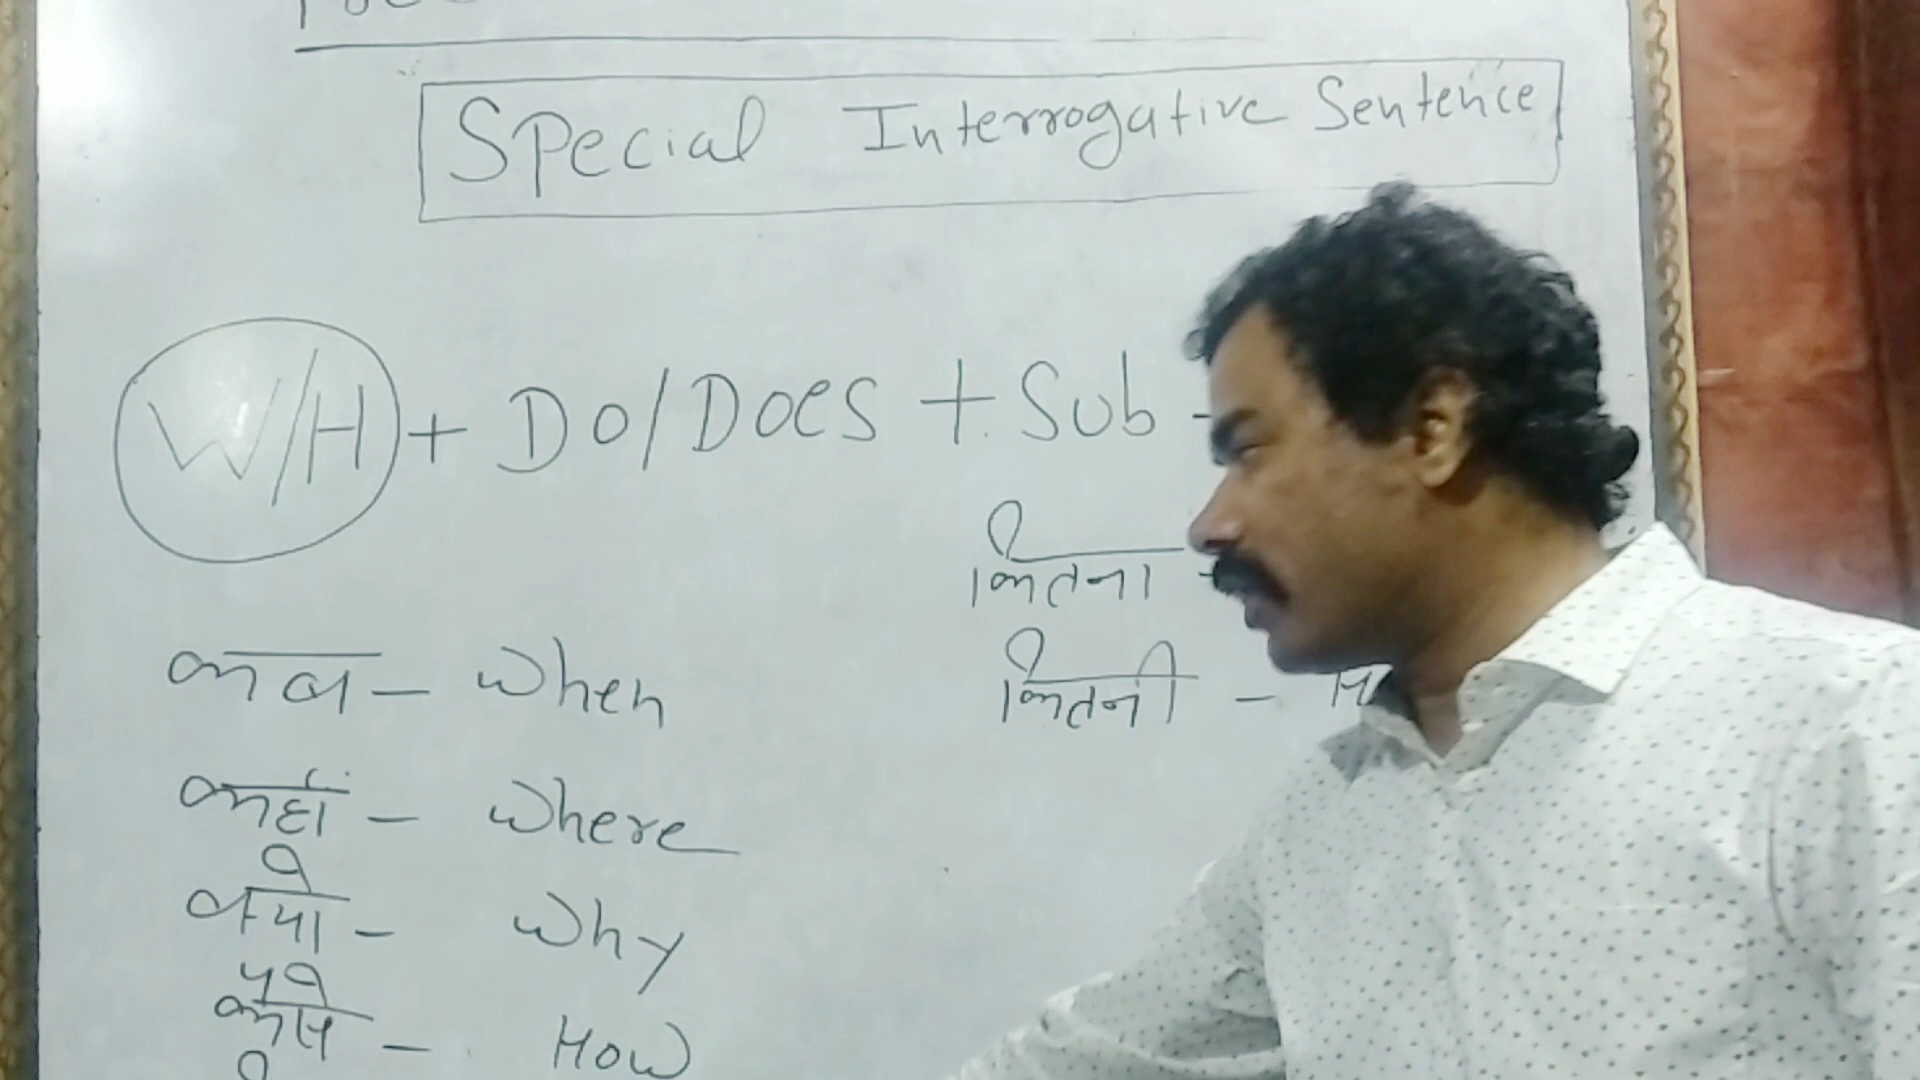 Special Interrogative Sentence
W/H + Do/Does + Sub -
कितना -
कितनी - H
कब - When
कहाँ - Where
क्यो - Why
कैसे - How